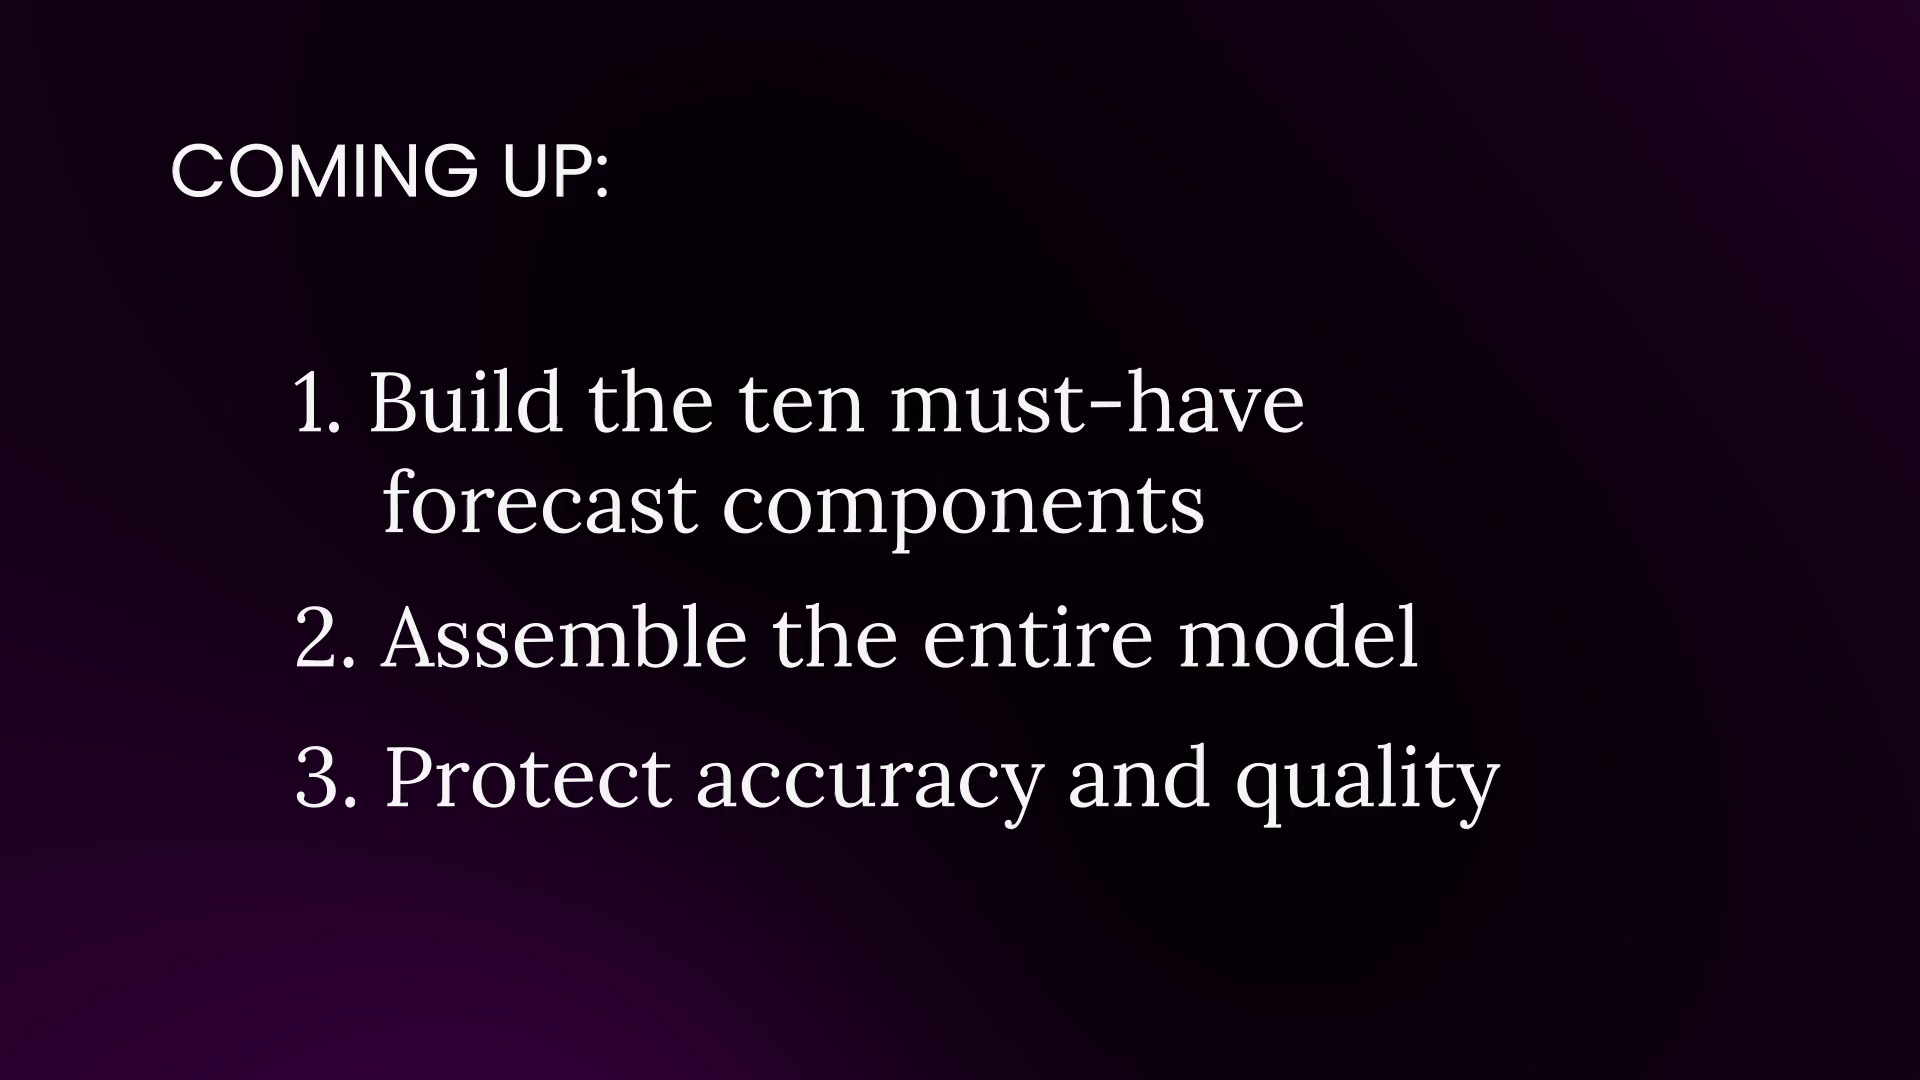 COMING UP:
1. Build the ten must-have
forecast components
2. Assemble the entire model
3. Protect accuracy and quality